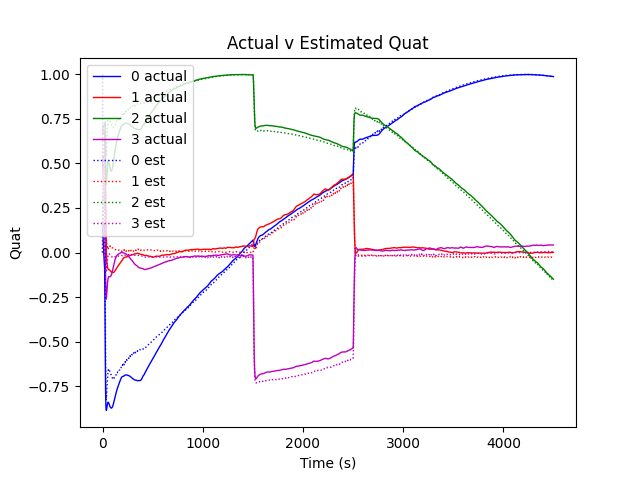 Actual v Estimated Quat
1.00
0.75
0.50
0.25
0.00
−0.25
−0.50
−0.75
Quat
0 actual
1 actual
2 actual
3 actual
0 est
1 est
2 est
3 est
0
1000
2000
3000
4000
Time (s)